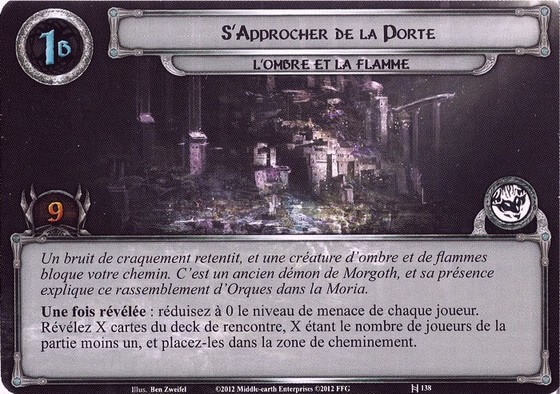 1B
S'Approcher de la Porte
L'ombre et la flamme
9
Un bruit de craquement retentit, et une créature d'ombre et de flammes
bloque votre chemin. C'est un ancien démon de Morgoth, et sa présence
explique ce rassemblement d'Orques dans la Moria.
Une fois révélée : réduisez à 0 le niveau de menace de chaque joueur.
Révélez X cartes du deck de rencontre, X étant le nombre de joueurs de la
partie moins un, et placez-les dans la zone de cheminement.
Illus. Ben Zweifel ©2012 Middle-earth Enterprises ©2012 FFG 138